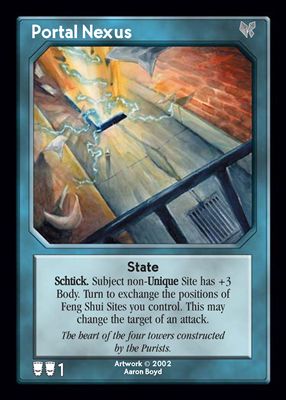 Portal Nexus
State
Schtick. Subject non-Unique Site has +3
Body. Turn to exchange the positions of
Feng Shui Sites you control. This may
change the target of an attack.
The heart of the four towers constructed
by the Purists.
1
Artwork © 2002
Aaron Boyd